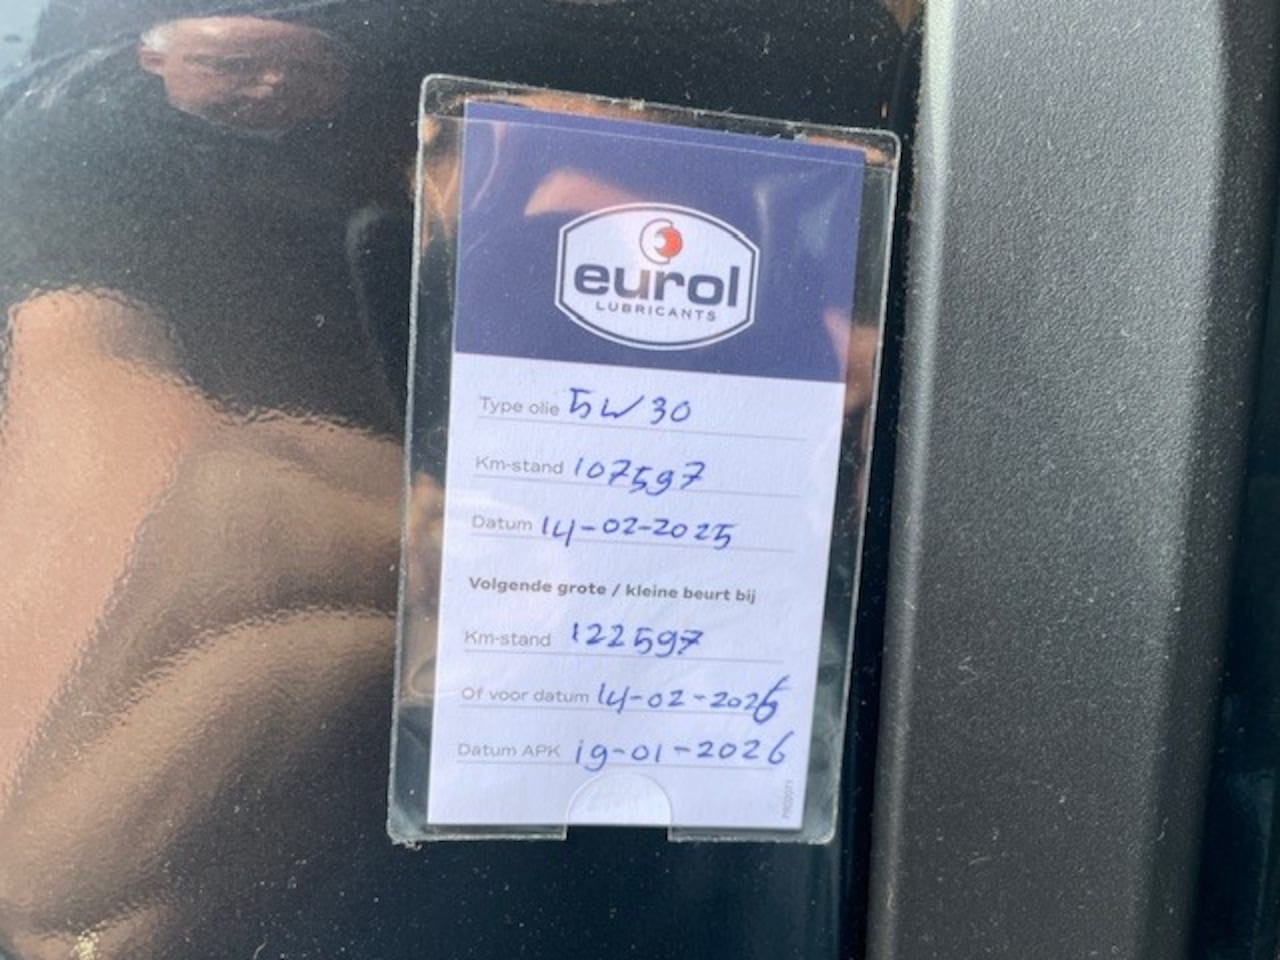 eurol
LUBRICANTS
Type olie 5W30
Km-stand 107597
Datum 14-02-2025
Volgende grote / kleine beurt bij
Km-stand 122597
Of voor datum 14-02-2026
Datum APK 19-01-2026